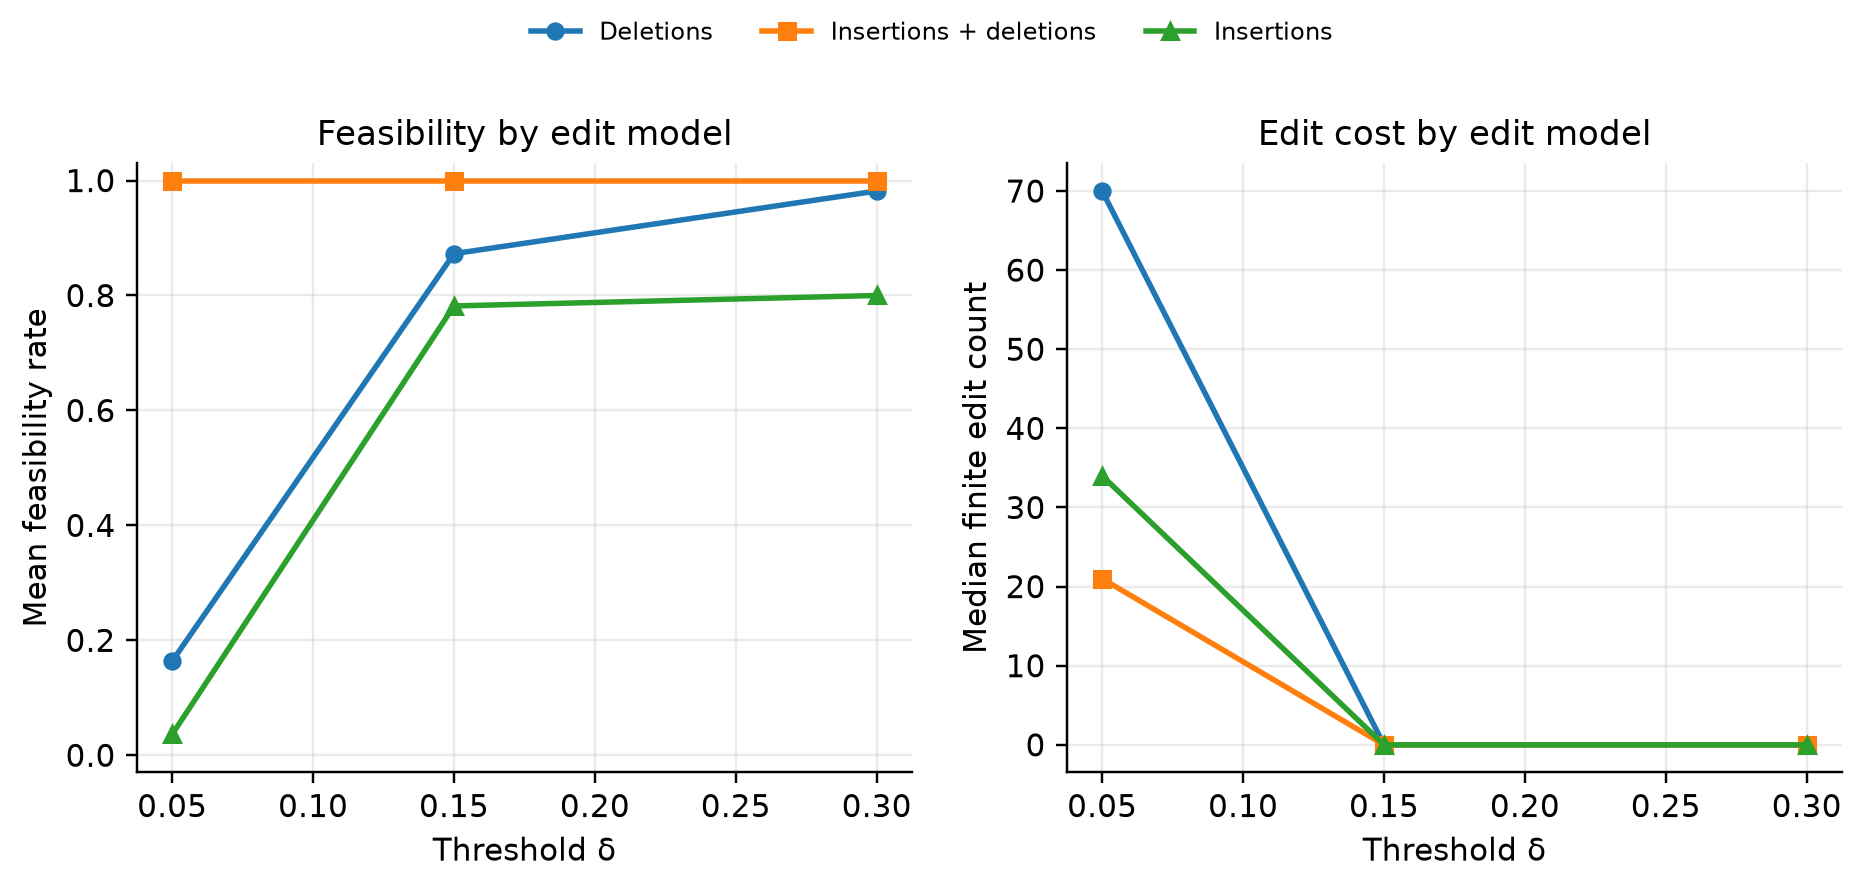 Deletions Insertions + deletions Insertions
Feasibility by edit model
Mean feasibility rate
1.0
0.8
0.6
0.4
0.2
0.0
0.05 0.10 0.15 0.20 0.25 0.30
Threshold δ
Edit cost by edit model
Median finite edit count
70
60
50
40
30
20
10
0
0.05 0.10 0.15 0.20 0.25 0.30
Threshold δ